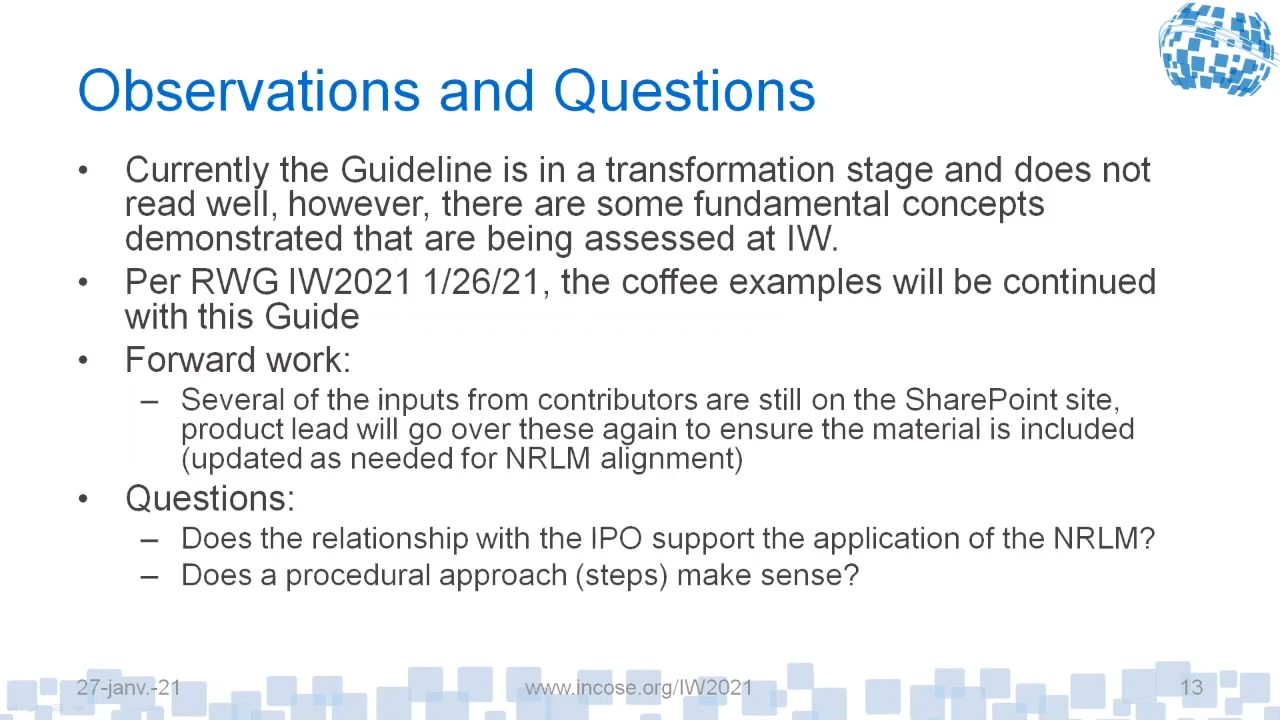 Observations and Questions
• Currently the Guideline is in a transformation stage and does not
read well, however, there are some fundamental concepts
demonstrated that are being assessed at IW.
• Per RWG IW2021 1/26/21, the coffee examples will be continued
with this Guide
• Forward work:
– Several of the inputs from contributors are still on the SharePoint site,
product lead will go over these again to ensure the material is included
(updated as needed for NRLM alignment)
• Questions:
– Does the relationship with the IPO support the application of the NRLM?
– Does a procedural approach (steps) make sense?
27-janv.-21
www.incose.org/IW2021
13